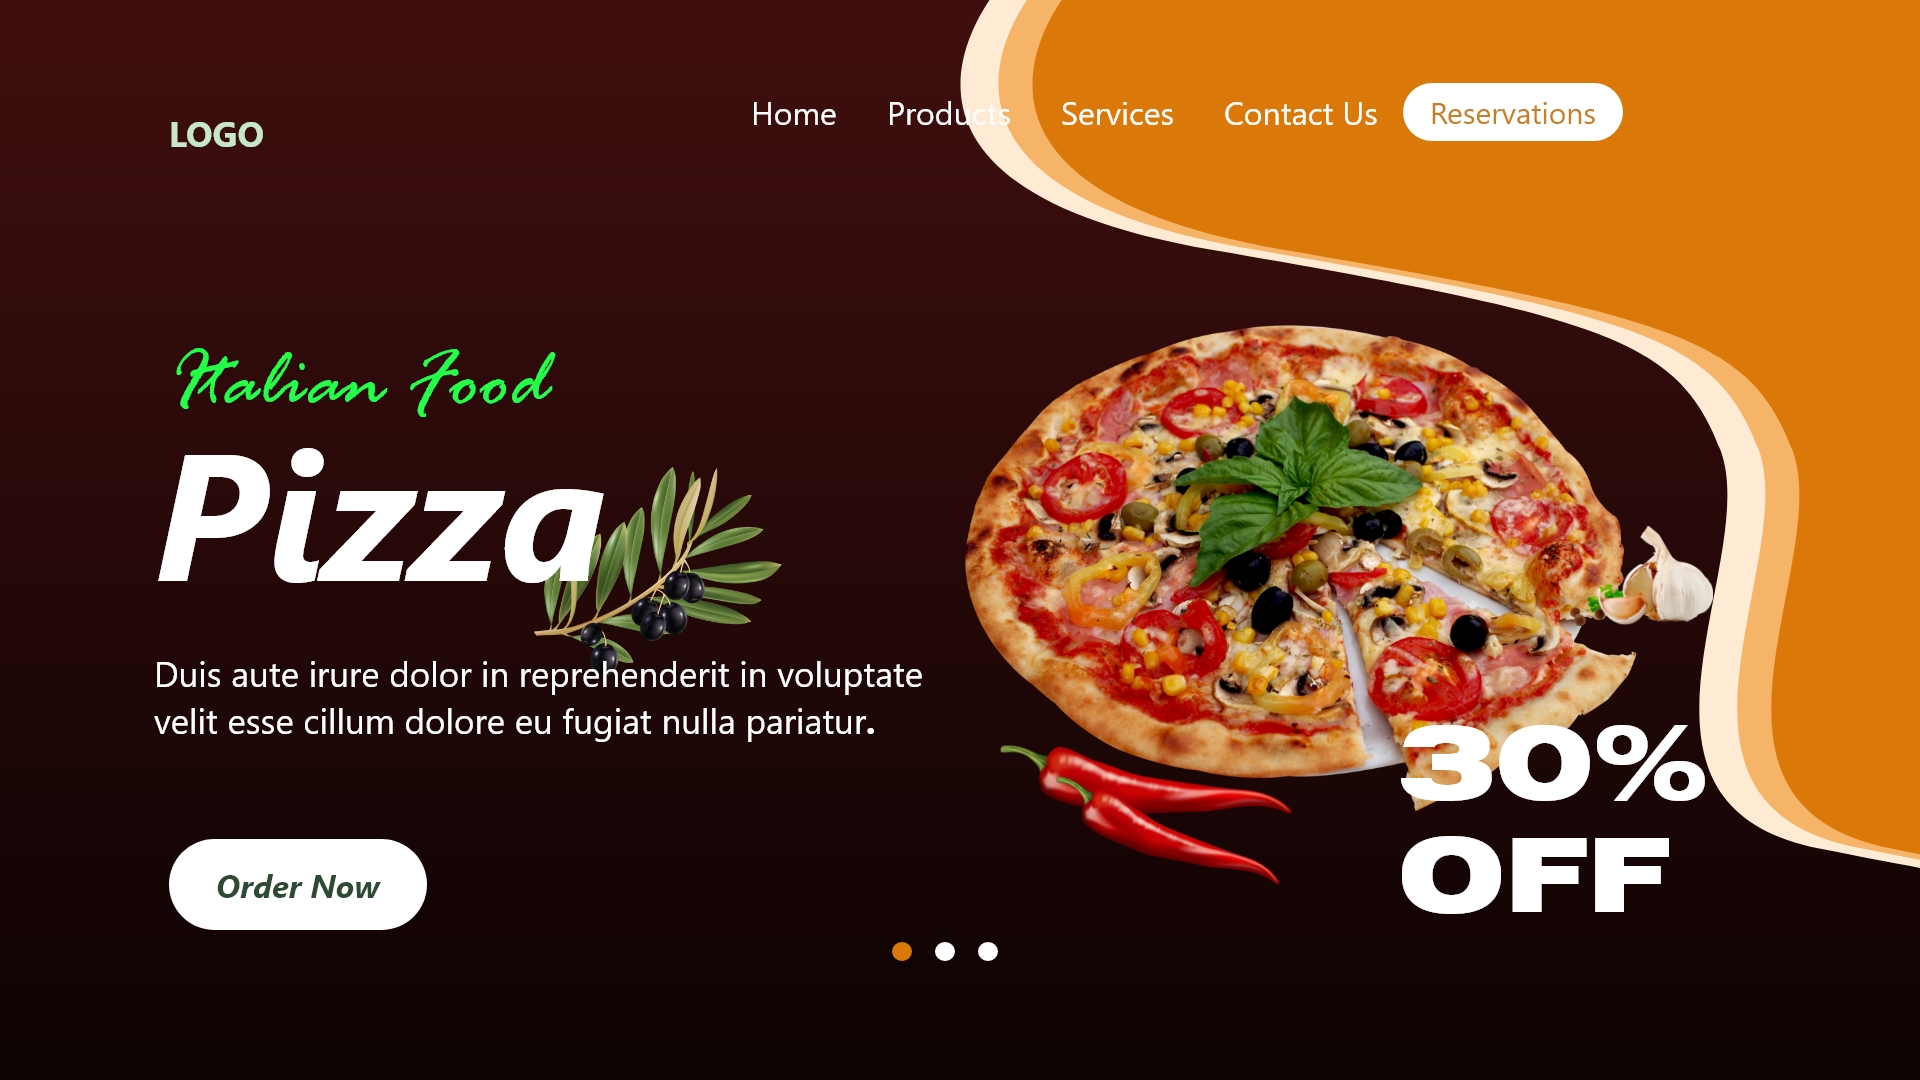 LOGO
Home Products Services Contact Us Reservations
Italian Food
Pizza
Duis aute irure dolor in reprehenderit in voluptate
velit esse cillum dolore eu fugiat nulla pariatur.
30%
OFF
Order Now